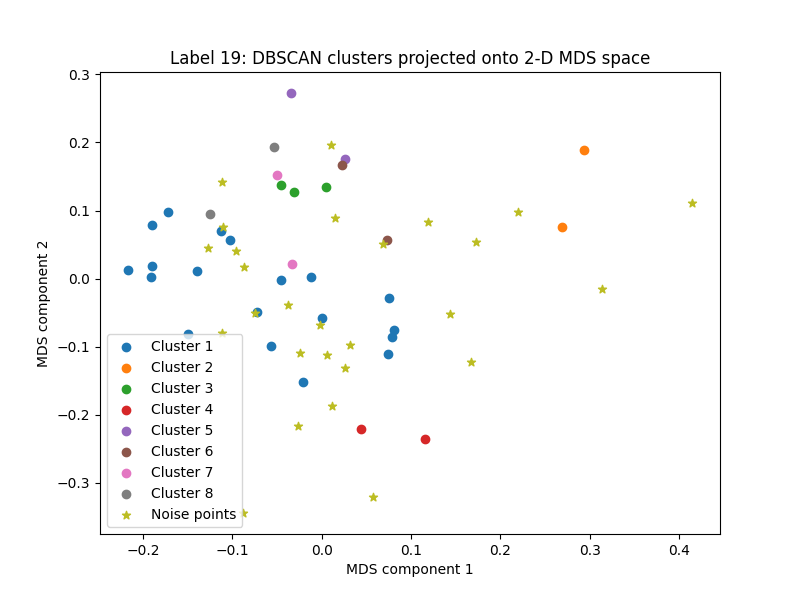 Label 19: DBSCAN clusters projected onto 2-D MDS space
MDS component 2
0.3
0.2
0.1
0.0
−0.1
−0.2
−0.3
Cluster 1
Cluster 2
Cluster 3
Cluster 4
Cluster 5
Cluster 6
Cluster 7
Cluster 8
Noise points
−0.2 −0.1 0.0 0.1 0.2 0.3 0.4
MDS component 1